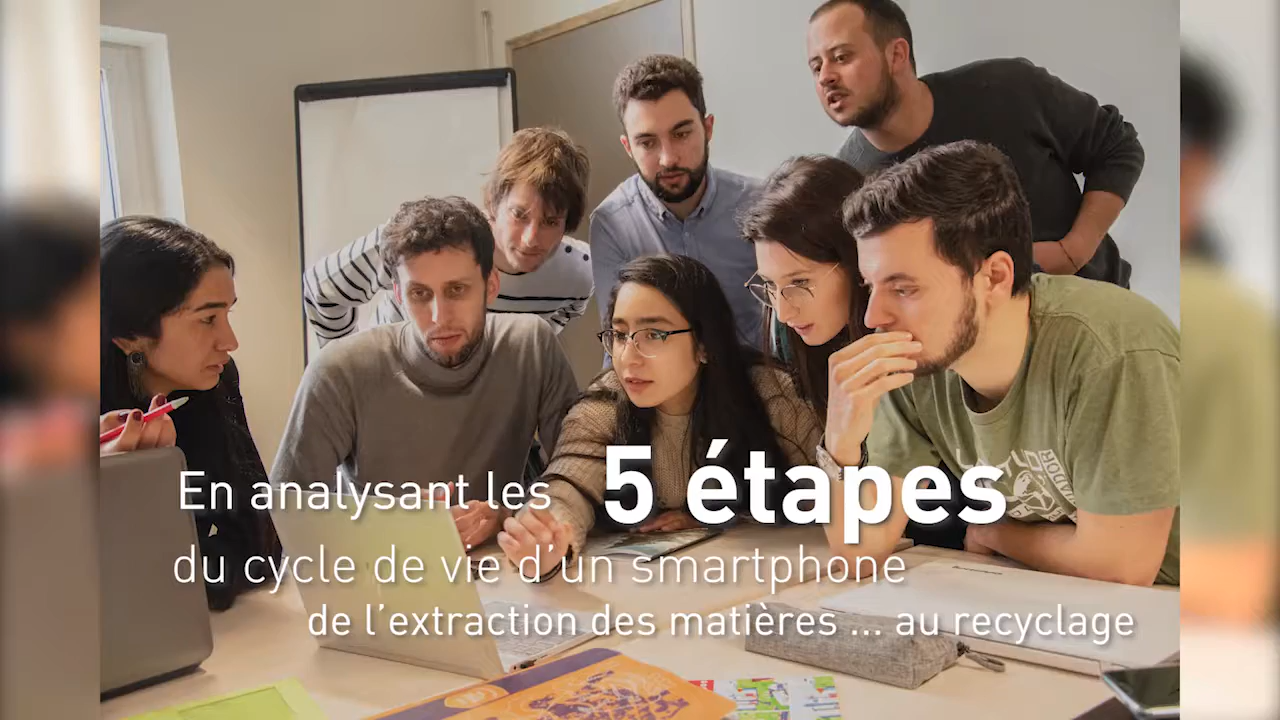 En analysant les 5 étapes
du cycle de vie d'un smartphone
de l'extraction des matières ... au recyclage